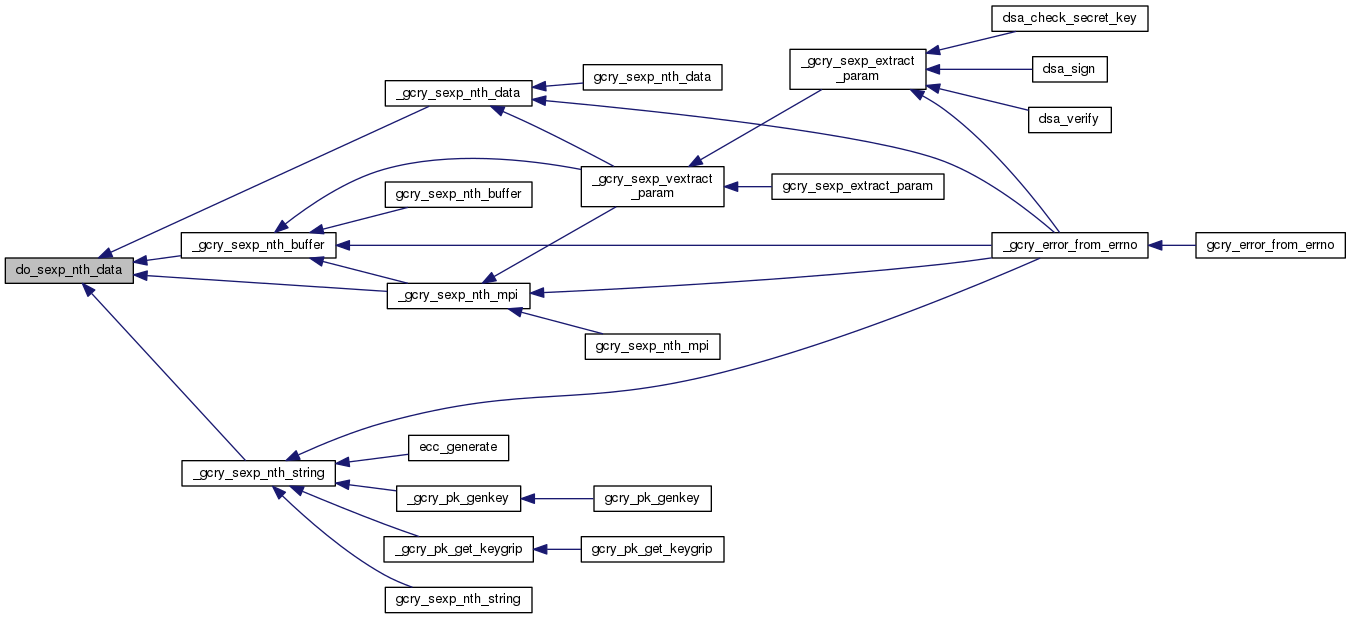 dsa_check_secret_key
_gcry_sexp_extract
_param
dsa_sign
gcry_sexp_nth_data
_gcry_sexp_nth_data
dsa_verify
_gcry_sexp_vextract
_param
gcry_sexp_extract_param
gcry_sexp_nth_buffer
_gcry_sexp_nth_buffer
_gcry_error_from_errno
gcry_error_from_errno
do_sexp_nth_data
_gcry_sexp_nth_mpi
gcry_sexp_nth_mpi
ecc_generate
_gcry_sexp_nth_string
_gcry_pk_genkey
gcry_pk_genkey
_gcry_pk_get_keygrip
gcry_pk_get_keygrip
gcry_sexp_nth_string